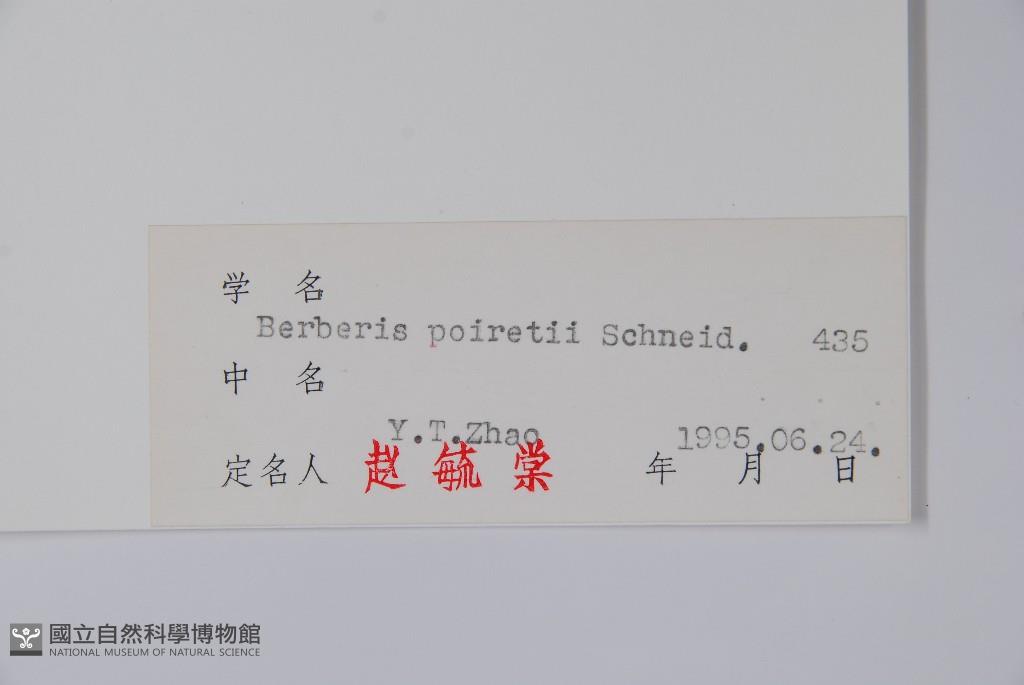 学 名
Berberis poiretii Schneid. 435
中 名
Y.T.Zhao 1995.06.24.
定名人 赵毓棠 年 月 日
國立自然科學博物館
NATIONAL MUSEUM OF NATURAL SCIENCE